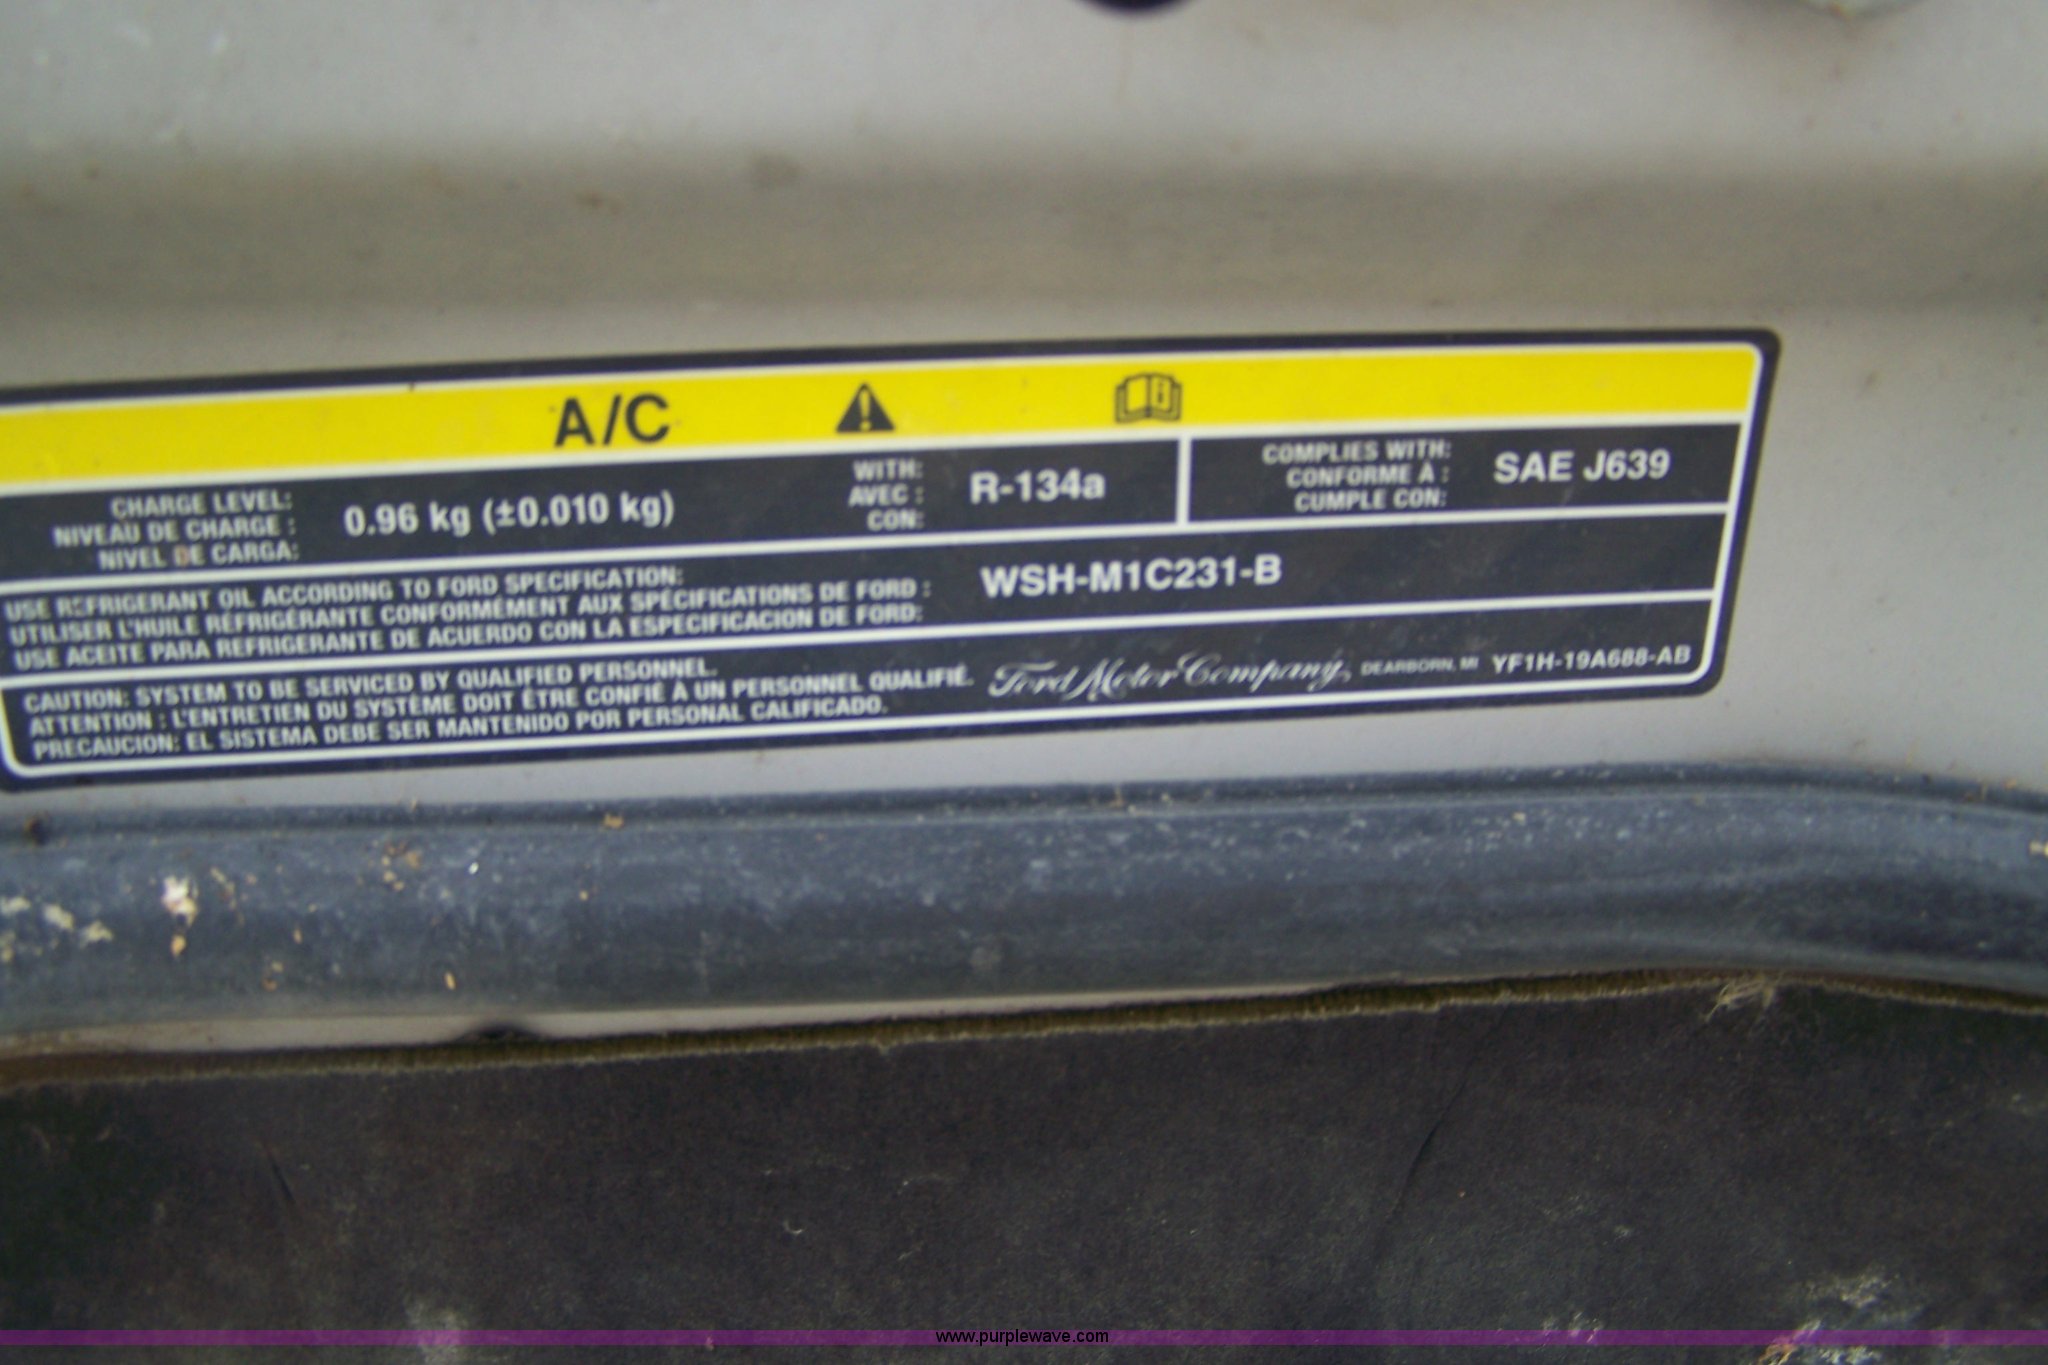 A/C
CHARGE LEVEL:
NIVEAU DE CHARGE :
NIVEL DE CARGA:
0.96 kg (±0.010 kg)
WITH:
AVEC :
CON:
R-134a
COMPLIES WITH:
CONFORME À :
CUMPLE CON:
SAE J639
USE REFRIGERANT OIL ACCORDING TO FORD SPECIFICATION:
UTILISER L'HUILE RÉFRIGÉRANTE CONFORMÉMENT AUX SPÉCIFICATIONS DE FORD :
USE ACEITE PARA REFRIGERANTE DE ACUERDO CON LA ESPECIFICACION DE FORD:
WSH-M1C231-B
CAUTION: SYSTEM TO BE SERVICED BY QUALIFIED PERSONNEL.
ATTENTION : L'ENTRETIEN DU SYSTÈME DOIT ÊTRE CONFIÉ À UN PERSONNEL QUALIFIÉ.
PRECAUCION: EL SISTEMA DEBE SER MANTENIDO POR PERSONAL CALIFICADO.
Ford Motor Company, DEARBORN, MI YF1H-19A688-AB
www.purplewave.com